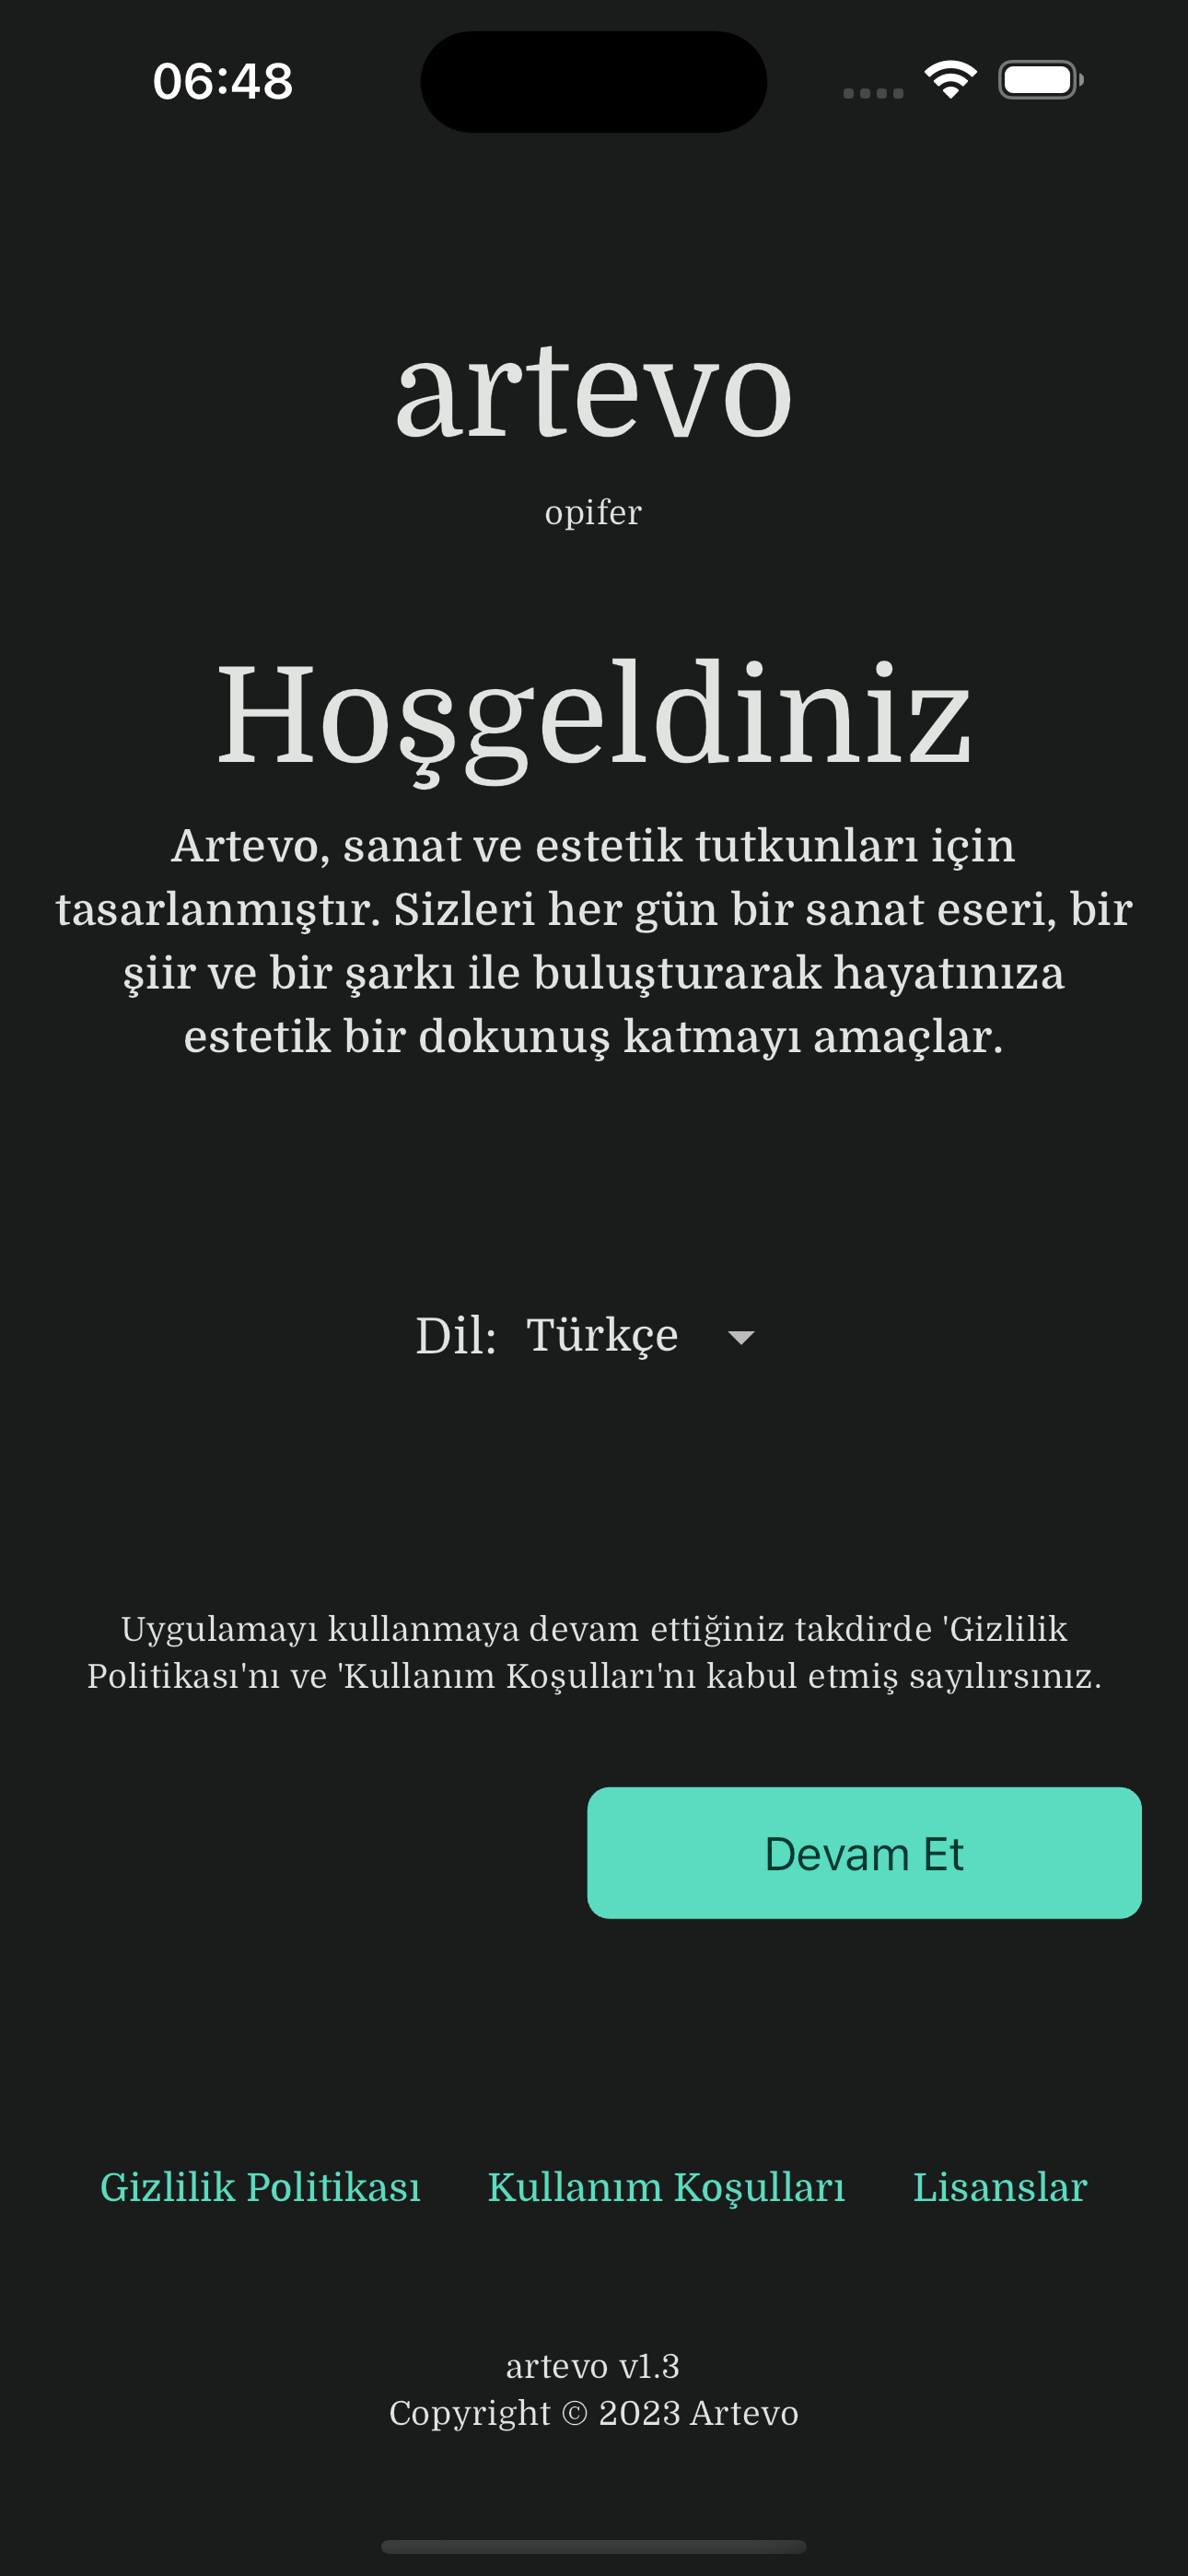 06:48
artevo
opifer
Hoşgeldiniz
Artevo, sanat ve estetik tutkunları için
tasarlanmıştır. Sizleri her gün bir sanat eseri, bir
şiir ve bir şarkı ile buluşturarak hayatınıza
estetik bir dokunuş katmayı amaçlar.
Dil: Türkçe
Uygulamayı kullanmaya devam ettiğiniz takdirde 'Gizlilik
Politikası'nı ve 'Kullanım Koşulları'nı kabul etmiş sayılırsınız.
Devam Et
Gizlilik Politikası Kullanım Koşulları Lisanslar
artevo v1.3
Copyright © 2023 Artevo